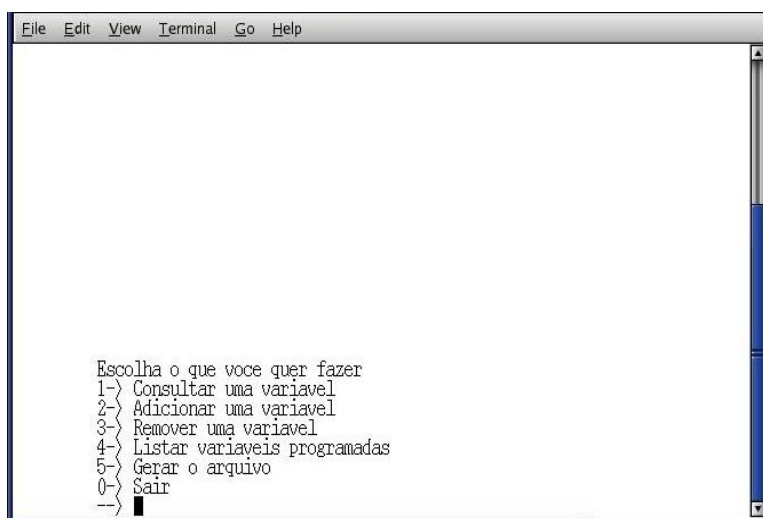 File Edit View Terminal Go Help
Escolha o que voce quer fazer
1-> Consultar uma variavel
2-> Adicionar uma variavel
3-> Remover uma variavel
4-> Listar variaveis programadas
5-> Gerar o arquivo
0-> Sair
-->